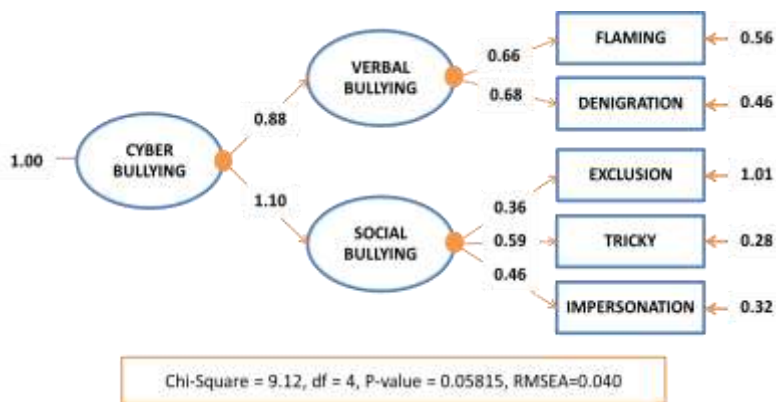 FLAMING
0.56
0.66
VERBAL
BULLYING
0.68
DENIGRATION
0.46
0.88
CYBER
BULLYING
1.00
EXCLUSION
1.01
1.10
0.36
SOCIAL
BULLYING
0.59
TRICKY
0.28
0.46
IMPERSONATION
0.32
Chi-Square = 9.12, df = 4, P-value = 0.05815, RMSEA=0.040